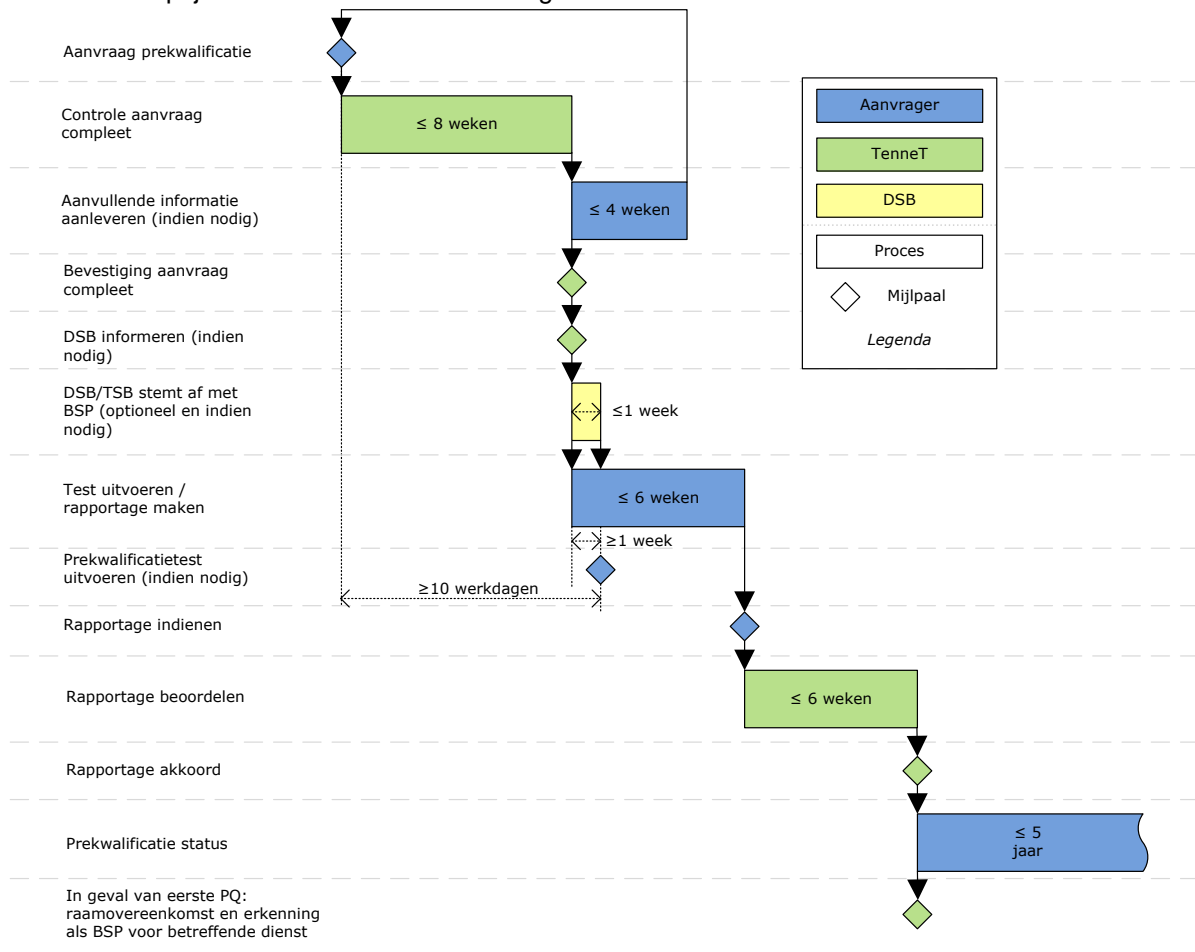 Aanvraag prekwalificatie
Controle aanvraag
compleet
≤ 8 weken
Aanvullende informatie
aanleveren (indien nodig)
≤ 4 weken
Bevestiging aanvraag
compleet
DSB informeren (indien
nodig)
DSB/TSB stemt af met
BSP (optioneel en indien
nodig)
≤1 week
Test uitvoeren /
rapportage maken
≤ 6 weken
≥1 week
Prekwalificatietest
uitvoeren (indien nodig)
≥10 werkdagen
Rapportage indienen
Rapportage beoordelen
≤ 6 weken
Rapportage akkoord
Prekwalificatie status
≤ 5
jaar
In geval van eerste PQ:
raamovereenkomst en erkenning
als BSP voor betreffende dienst
Aanvrager
TenneT
DSB
Proces
Mijlpaal
Legenda